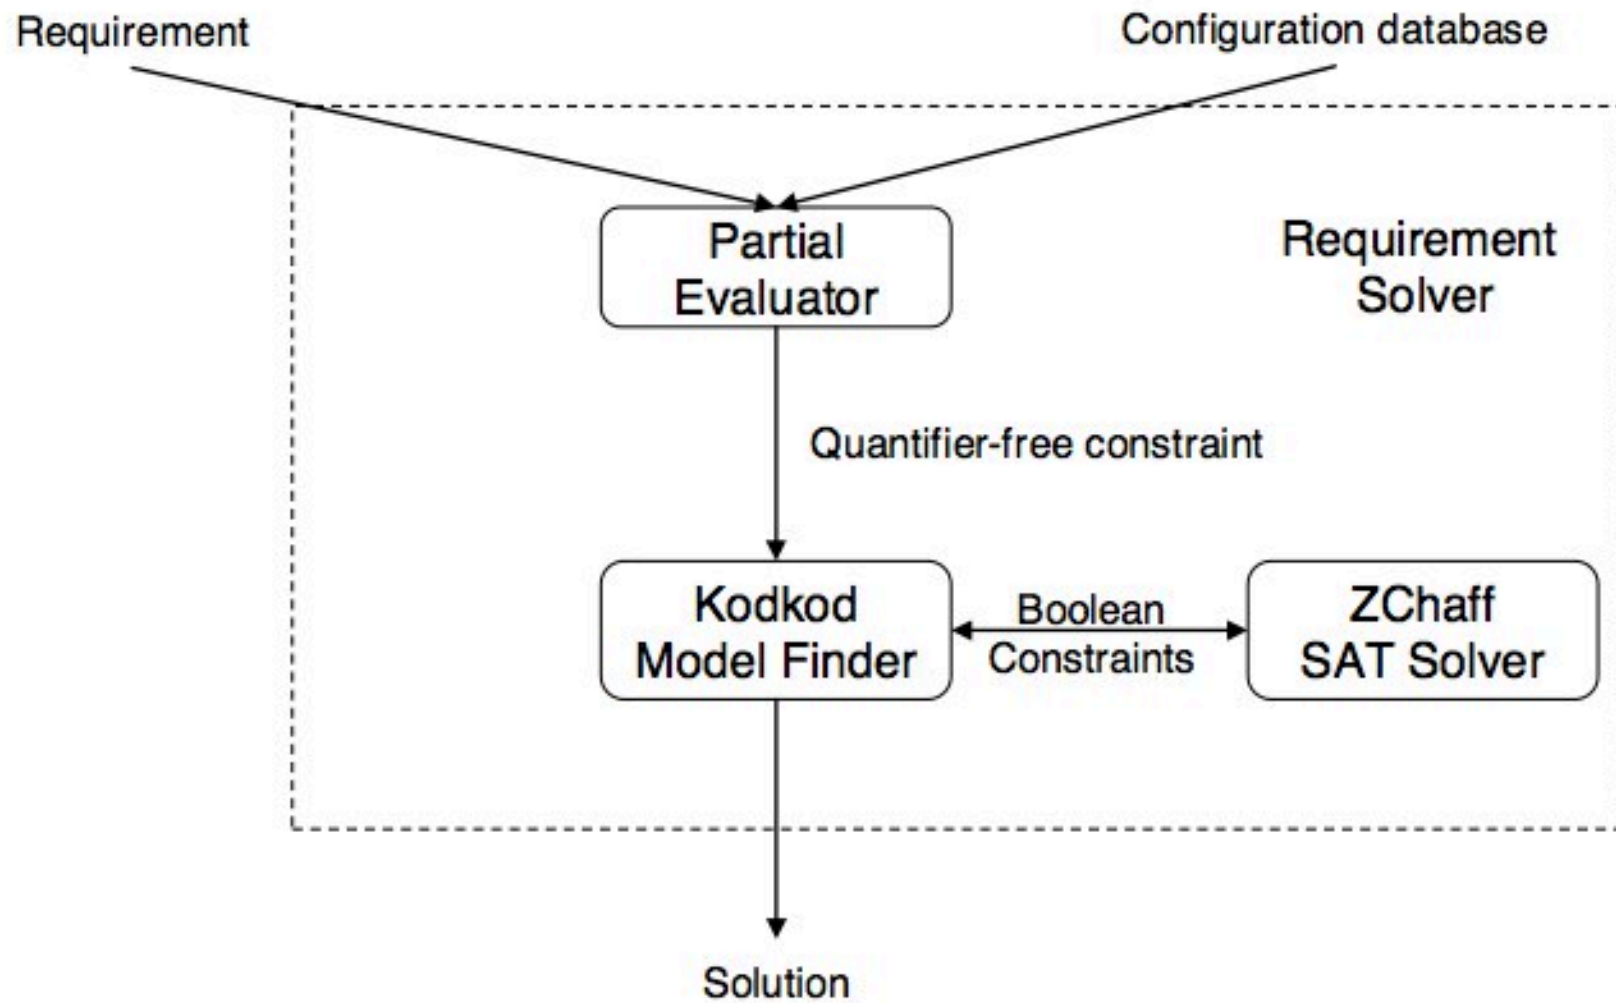 Requirement
Configuration database
Partial
Evaluator
Requirement
Solver
Quantifier-free constraint
Kodkod
Model Finder
Boolean
Constraints
ZChaff
SAT Solver
Solution